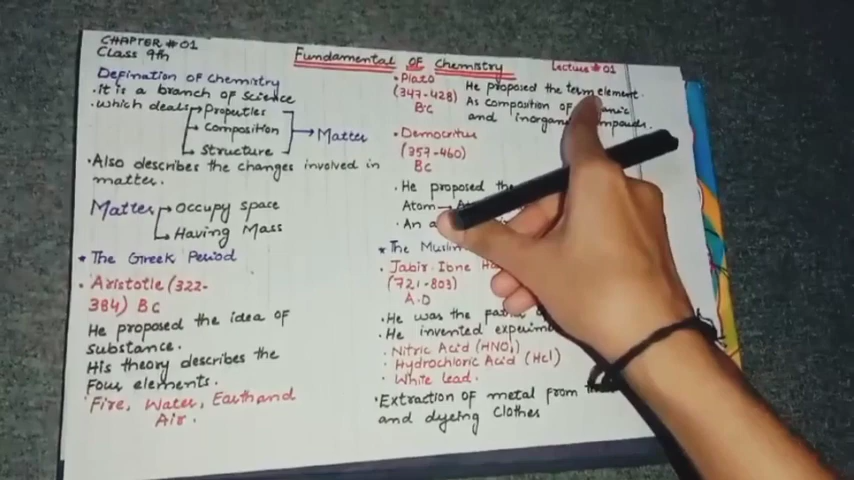 CHAPTER #01
Class 9th
Fundamental OF Chemistry
Lecture #01
Defination OF Chemistry
•It is a branch of Science
•which deals Properties
Composition
Structure
Matter
•Also describes the changes involved in
matter.
Matter Occupy space
Having Mass
* The Greek Period
• Aristotle (322-
384) BC
He proposed the idea of
substance.
His theory describes the
Four elements.
Fire, Water, Earth and
Air.
• Plato
(347-428)
BC
He proposed the term element
As composition of
and
• Democritus
(357-460)
BC
• He proposed the
Atom
• An
* The
• Jabir Ibne
(721-803)
A.D
• He was the
• He invented
• Nitric Acid (HNO3)
• Hydrochloric Acid (HCl)
• White lead.
• Extraction of metal from
and dyeing clothes